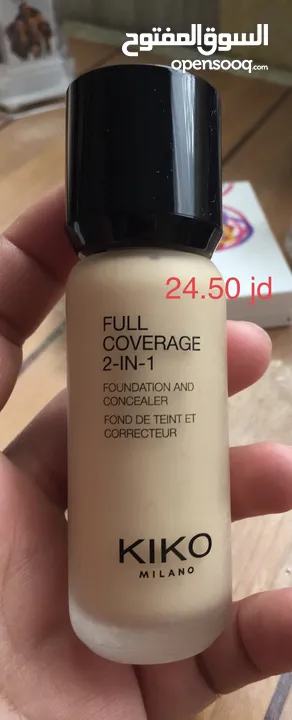 السوق المفتوح
opensooq.com
24.50 jd
FULL
COVERAGE
2-IN-1
FOUNDATION AND
CONCEALER
FOND DE TEINT ET
CORRECTEUR
KIKO
MILANO